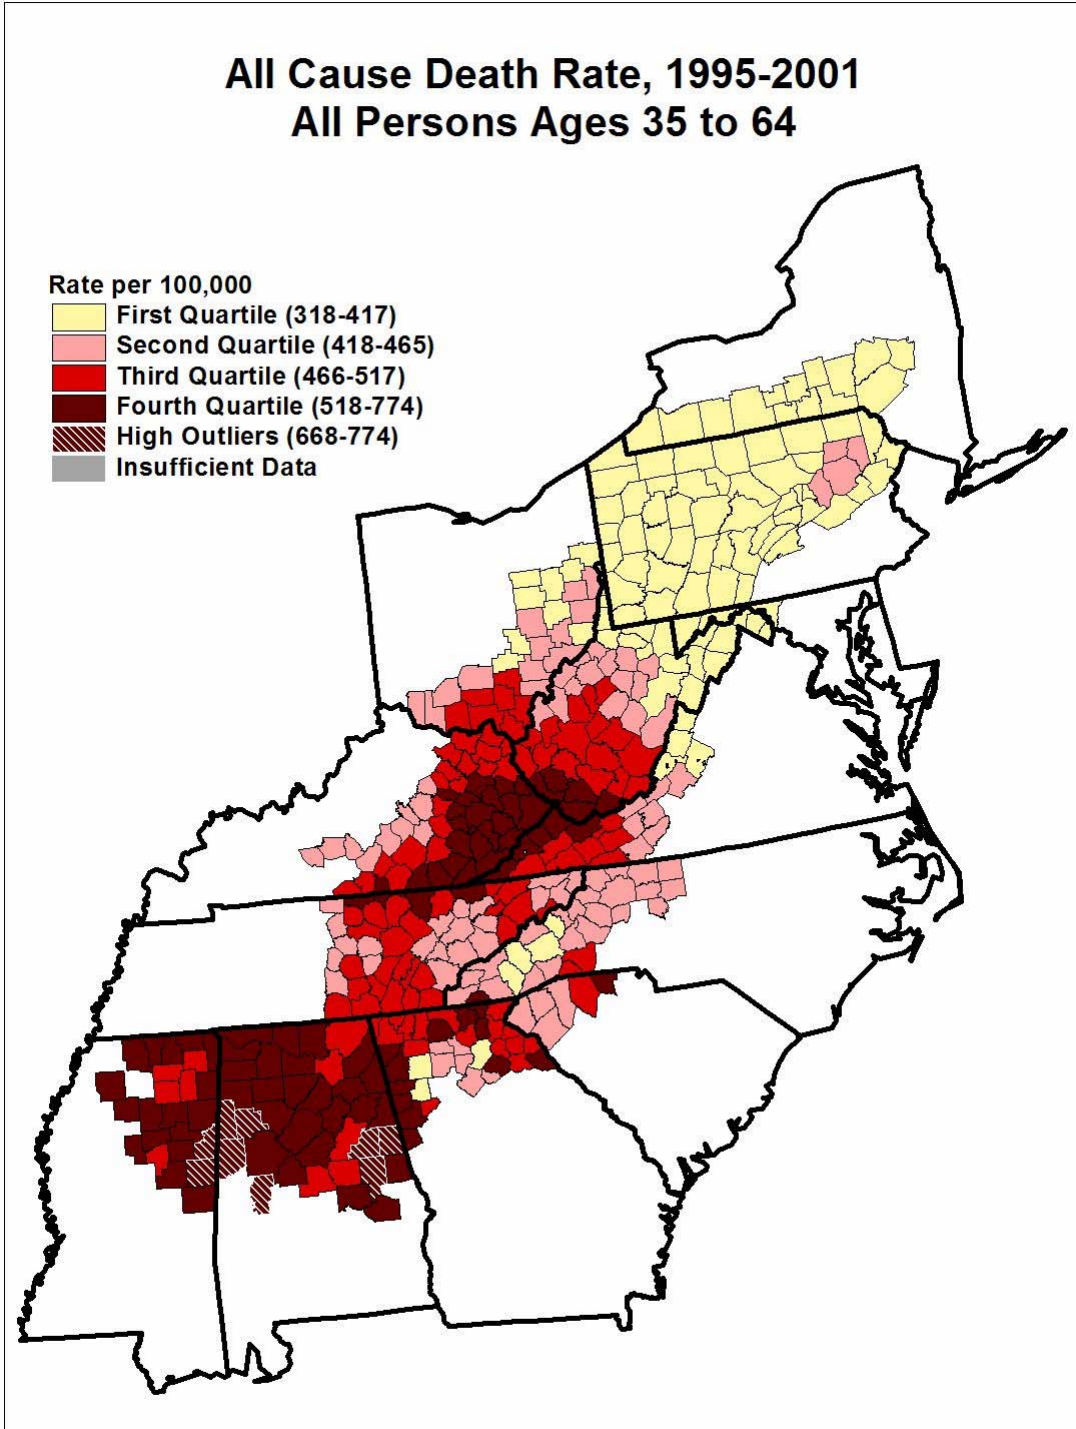 All Cause Death Rate, 1995-2001
All Persons Ages 35 to 64
Rate per 100,000
First Quartile (318-417)
Second Quartile (418-465)
Third Quartile (466-517)
Fourth Quartile (518-774)
High Outliers (668-774)
Insufficient Data